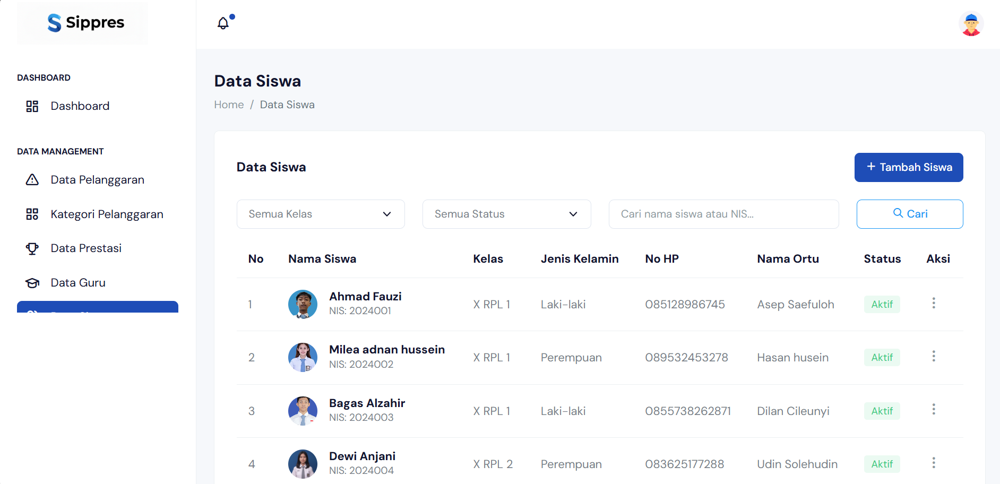 Sippres
DASHBOARD
Dashboard
DATA MANAGEMENT
Data Pelanggaran
Kategori Pelanggaran
Data Prestasi
Data Guru
Data Siswa
Home / Data Siswa
Data Siswa
+ Tambah Siswa
Semua Kelas
Semua Status
Cari nama siswa atau NIS...
Cari
No Nama Siswa Kelas Jenis Kelamin No HP Nama Ortu Status Aksi
1 Ahmad Fauzi X RPL 1 Laki-laki 085128986745 Asep Saefuloh Aktif
NIS: 2024001
2 Milea adnan hussein X RPL 1 Perempuan 089532453278 Hasan husein Aktif
NIS: 2024002
3 Bagas Alzahir X RPL 1 Laki-laki 0855738262871 Dilan Cileunyi Aktif
NIS: 2024003
4 Dewi Anjani X RPL 2 Perempuan 083625177288 Udin Solehudin Aktif
NIS: 2024004